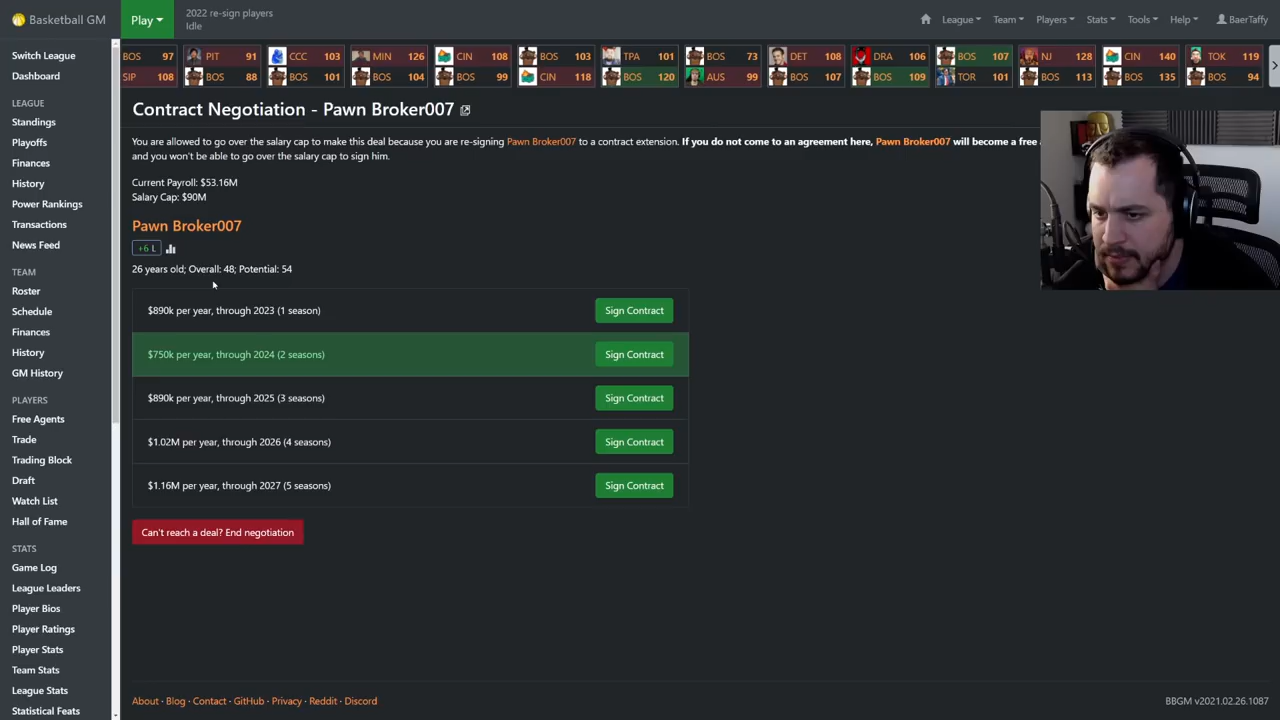 Basketball GM
Play
2022 re-sign players
Idle
League
Team
Players
Stats
Tools
Help
BaerTaffy
Switch League
Dashboard
LEAGUE
Standings
Playoffs
Finances
History
Power Rankings
Transactions
News Feed
TEAM
Roster
Schedule
Finances
History
GM History
PLAYERS
Free Agents
Trade
Trading Block
Draft
Watch List
Hall of Fame
STATS
Game Log
League Leaders
Player Bios
Player Ratings
Player Stats
Team Stats
League Stats
Statistical Feats
BOS 97
SIP 108
PIT 91
BOS 88
CCC 103
BOS 101
MIN 126
BOS 104
CIN 108
BOS 99
BOS 103
CIN 118
TPA 101
BOS 120
BOS 73
AUS 99
DET 108
BOS 107
DRA 106
BOS 109
BOS 107
TOR 101
NJ 128
BOS 113
CIN 140
BOS 135
TOK 119
BOS 94
Contract Negotiation - Pawn Broker007
You are allowed to go over the salary cap to make this deal because you are re-signing Pawn Broker007 to a contract extension. If you do not come to an agreement here, Pawn Broker007 will become a free
and you won't be able to go over the salary cap to sign him.
Current Payroll: $53.16M
Salary Cap: $90M
Pawn Broker007
+6 L
26 years old; Overall: 48; Potential: 54
$890k per year, through 2023 (1 season)
Sign Contract
$750k per year, through 2024 (2 seasons)
Sign Contract
$890k per year, through 2025 (3 seasons)
Sign Contract
$1.02M per year, through 2026 (4 seasons)
Sign Contract
$1.16M per year, through 2027 (5 seasons)
Sign Contract
Can't reach a deal? End negotiation
About · Blog · Contact · GitHub · Privacy · Reddit · Discord
BBGM v2021.02.26.1087